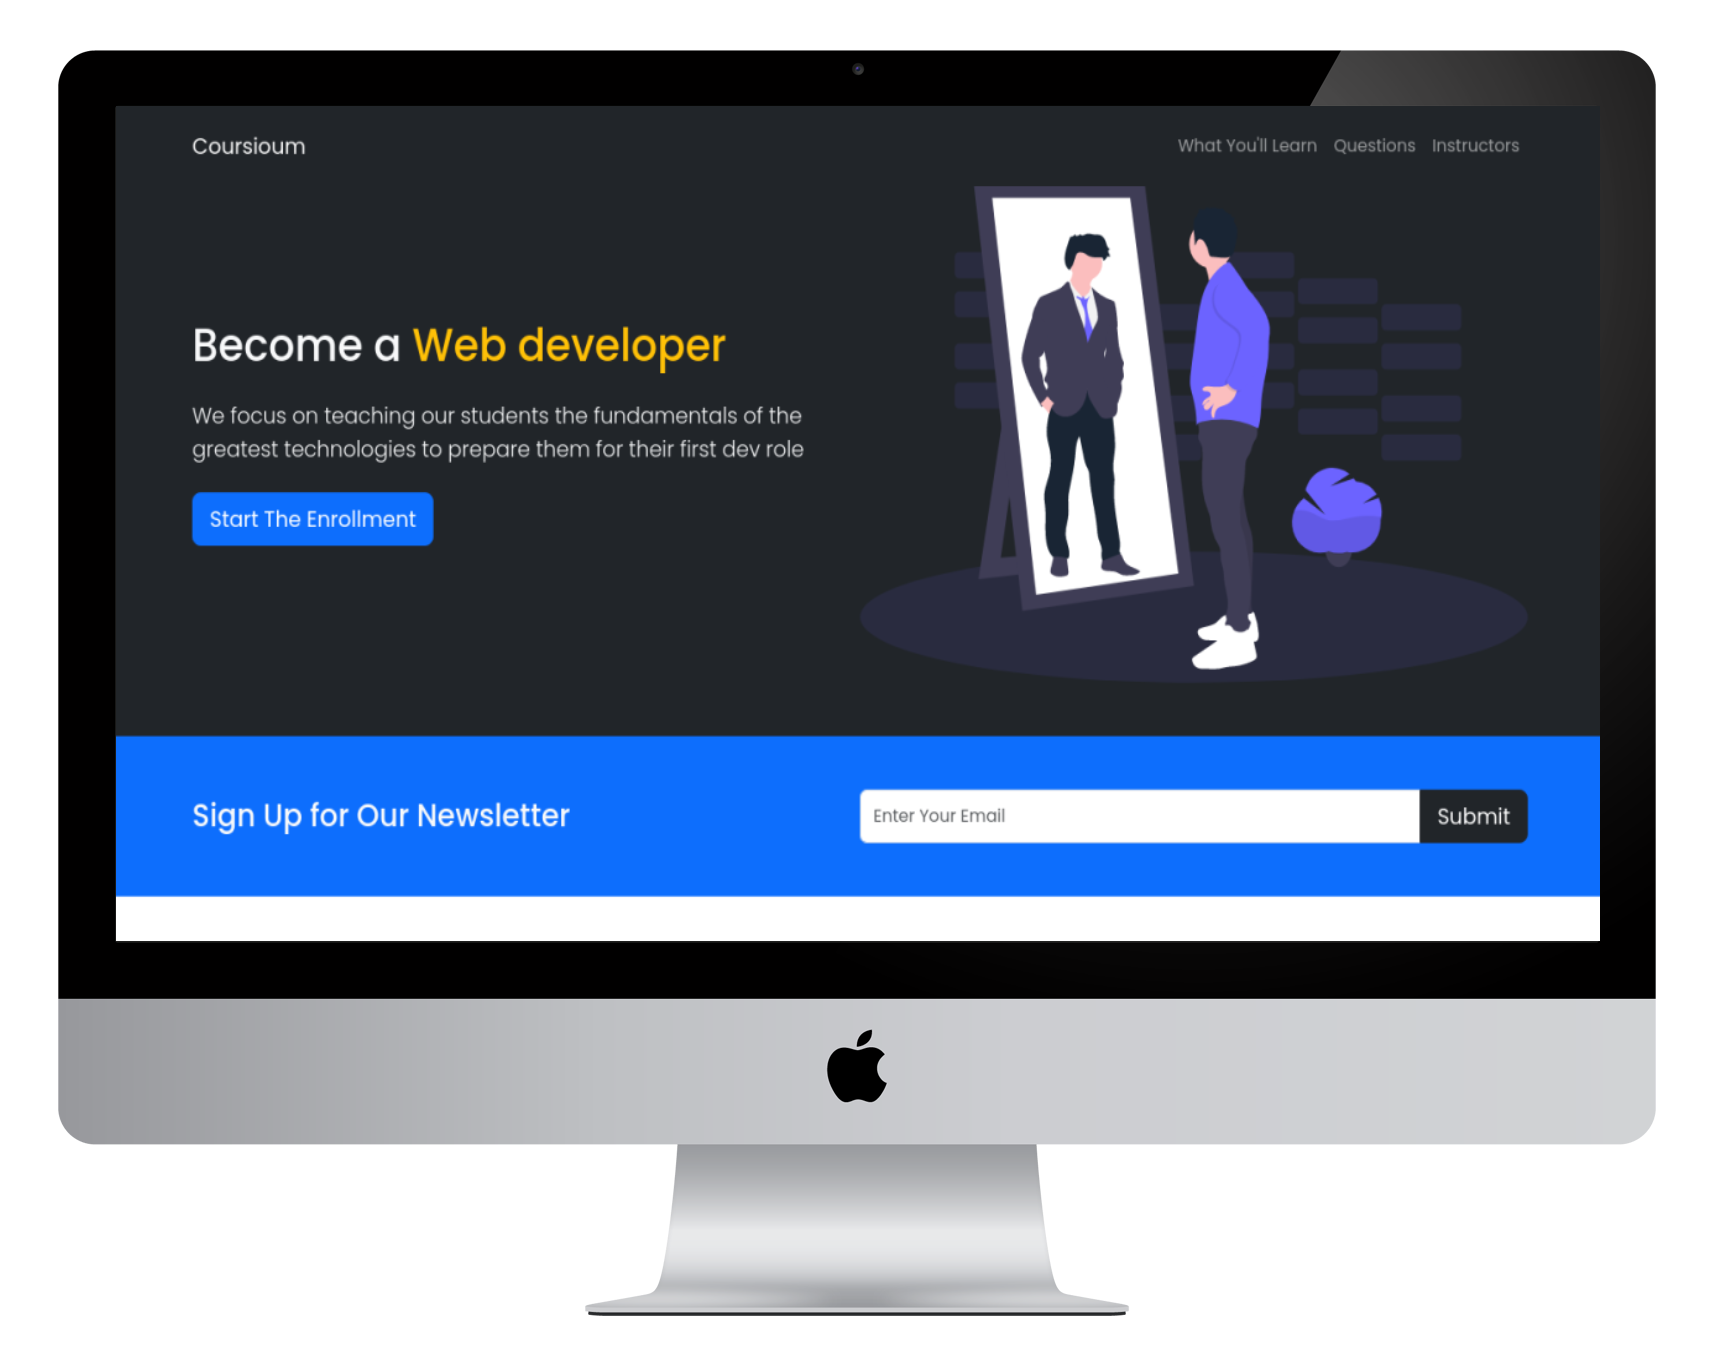 Coursioum
What You'll Learn Questions Instructors
Become a Web developer
We focus on teaching our students the fundamentals of the
greatest technologies to prepare them for their first dev role
Start The Enrollment
Sign Up for Our Newsletter
Enter Your Email
Submit